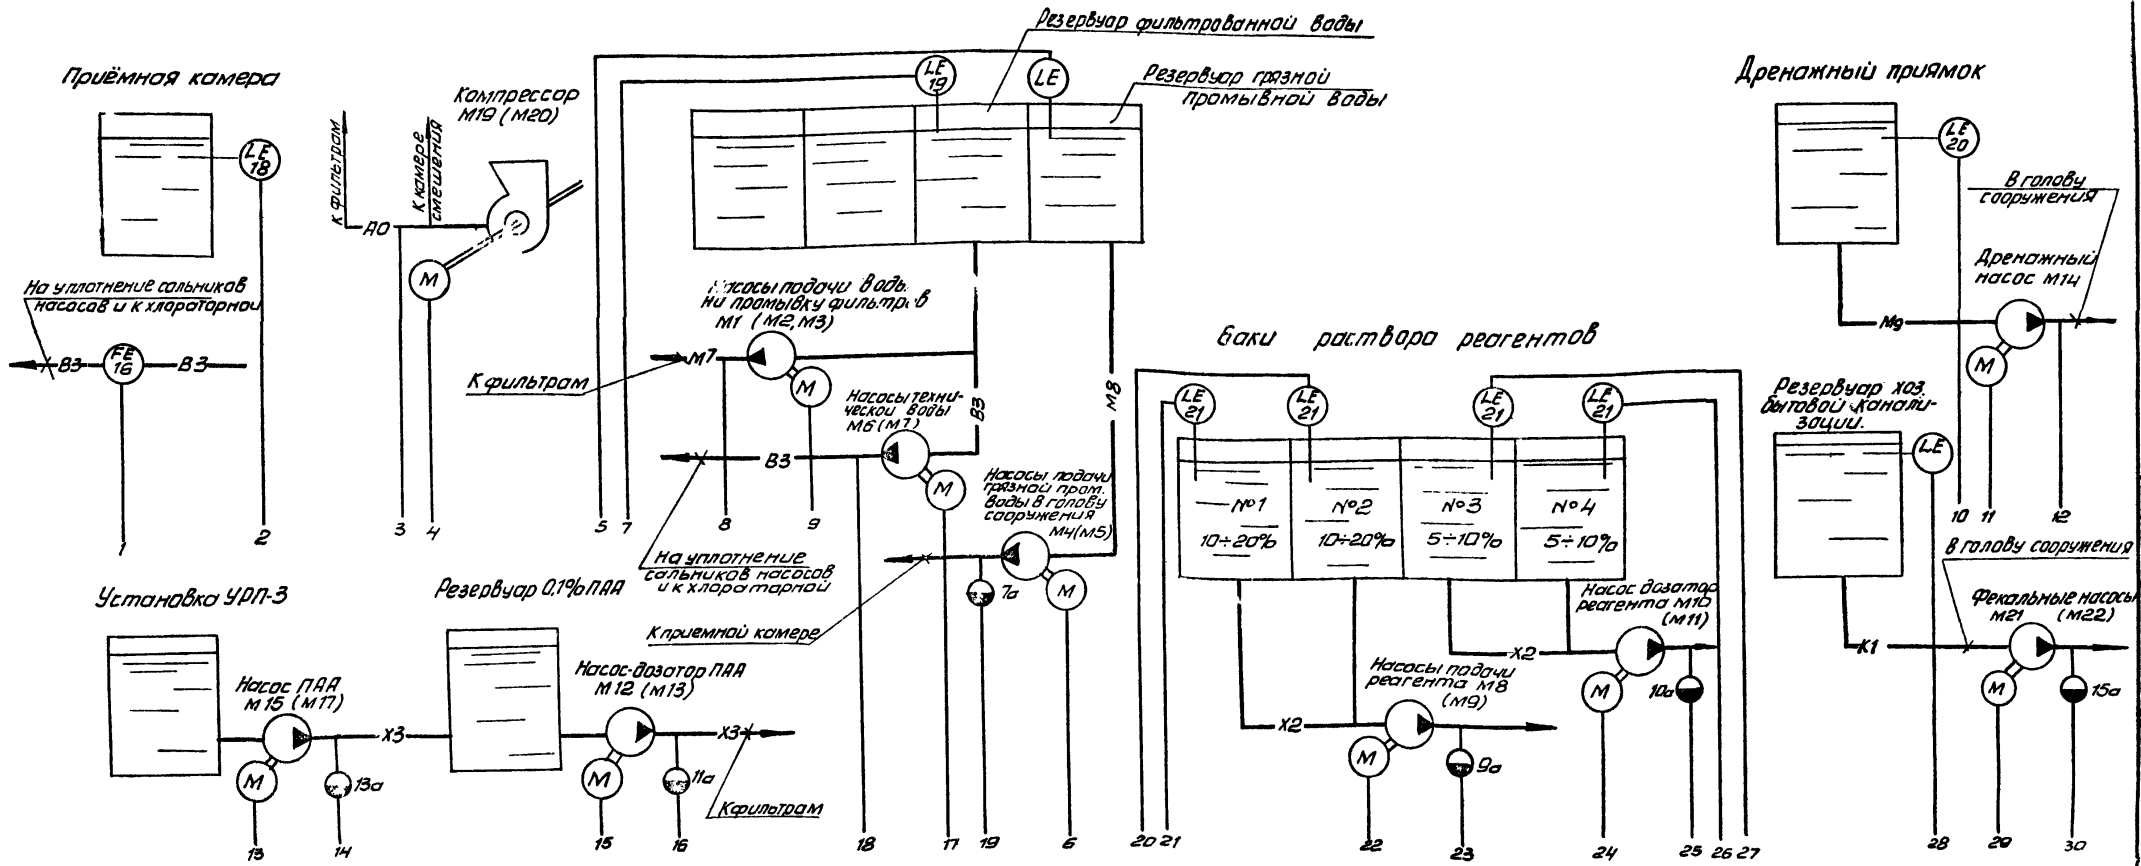 Резервуар фильтрованной воды
Приёмная камера
LE
18
Компрессор
М19 (М20)
К фильтрам
К камере
смешения
А0
М
LE
19
LE
Резервуар грязной
промывной воды
Дренажный приямок
LE
20
В голову
сооружения
Дренажный
насос М14
М9
М
На уплотнение сальников
насосов и к хлораторной
В3
FE
16
В3
Насосы подачи воды
на промывку фильтров
М1 (М2, М3)
М7
М
К фильтрам
Насосы техни-
ческой воды
М6 (М7)
В3
М8
В3
М
Насосы подачи
грязной пром.
воды в голову
сооружения
М4 (М5)
7а
М
На уплотнение
сальников насосов
и к хлораторной
К приемной камере
Баки раствора реагентов
LE
21
LE
21
LE
21
LE
21
№1
№2
№3
№4
10÷20%
10÷20%
5÷10%
5÷10%
Резервуар хоз.
бытовой канали-
зации.
LE
В голову сооружения
Фекальные насосы
М21 (М22)
К1
М
15а
Насос дозатор
реагента М10
(М11)
Х2
М
10а
Насосы подачи
реагента М8
(М9)
Х2
М
9а
Установка УРП-3
Насос ПАА
М15 (М17)
М
13а
Х3
Резервуар 0,1% ПАА
Насос-дозатор ПАА
М12 (М13)
М
11а
Х3
К фильтрам
1
2
3
4
5
7
8
9
10
11
12
13
14
15
16
18
17
19
6
20
21
22
23
24
25
26
27
28
29
30